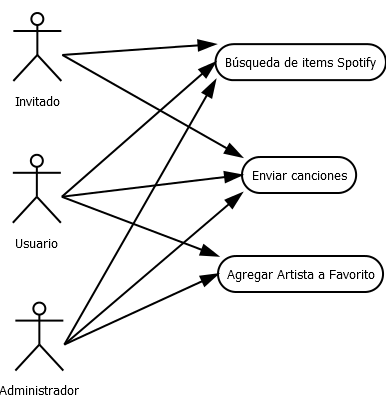 Búsqueda de items Spotify
Invitado
Enviar canciones
Usuario
Agregar Artista a Favorito
Administrador